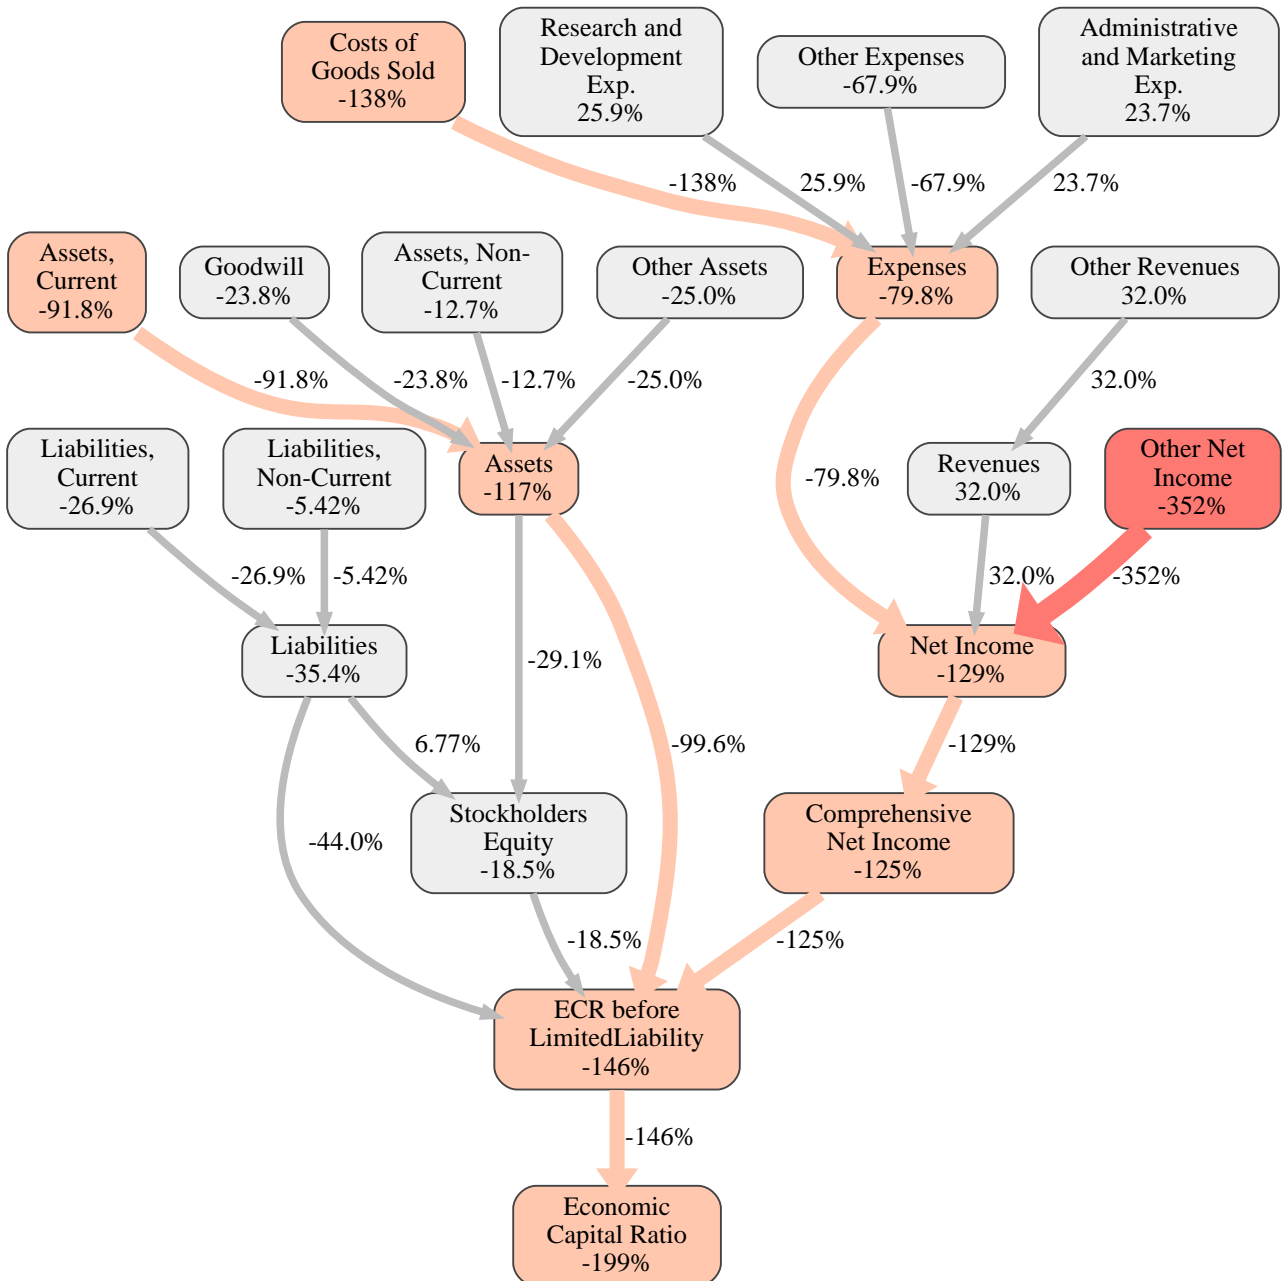 Costs of
Goods Sold
-138%
Research and
Development
Exp.
25.9%
Other Expenses
-67.9%
Administrative
and Marketing
Exp.
23.7%
-138%
25.9%
-67.9%
23.7%
Assets,
Current
-91.8%
Goodwill
-23.8%
Assets, Non-
Current
-12.7%
Other Assets
-25.0%
Expenses
-79.8%
Other Revenues
32.0%
-91.8%
-23.8%
-12.7%
-25.0%
32.0%
Liabilities,
Current
-26.9%
Liabilities,
Non-Current
-5.42%
Assets
-117%
-79.8%
Revenues
32.0%
Other Net
Income
-352%
-26.9%
-5.42%
32.0%
-352%
Liabilities
-35.4%
-29.1%
Net Income
-129%
6.77%
-99.6%
-129%
-44.0%
Stockholders
Equity
-18.5%
Comprehensive
Net Income
-125%
-18.5%
-125%
ECR before
LimitedLiability
-146%
-146%
Economic
Capital Ratio
-199%